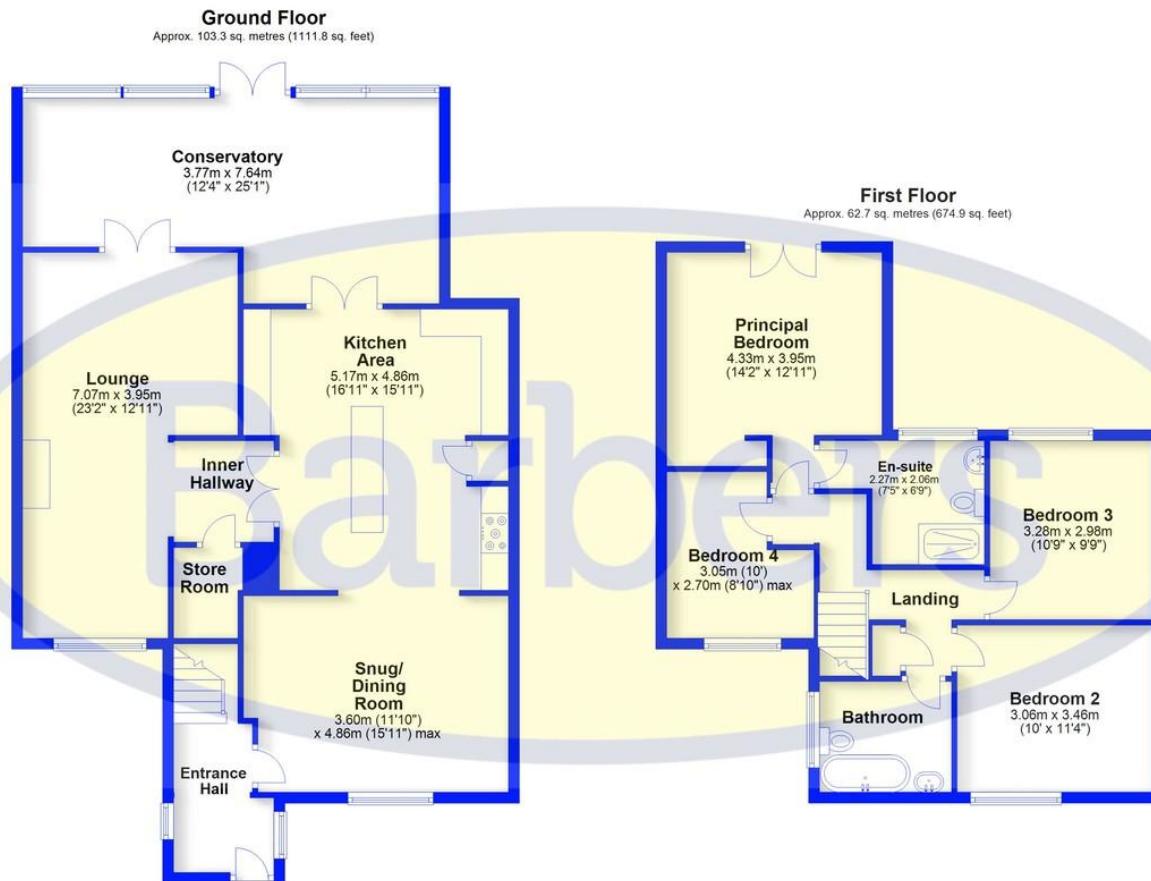 Ground Floor
Approx. 103.3 sq. metres (1111.8 sq. feet)
Conservatory
3.77m x 7.64m
(12'4" x 25'1")
Lounge
7.07m x 3.95m
(23'2" x 12'11")
Kitchen
Area
5.17m x 4.86m
(16'11" x 15'11")
Inner
Hallway
Store
Room
Snug/
Dining
Room
3.60m (11'10")
x 4.86m (15'11") max
Entrance
Hall
First Floor
Approx. 62.7 sq. metres (674.9 sq. feet)
Principal
Bedroom
4.33m x 3.95m
(14'2" x 12'11")
En-suite
2.27m x 2.06m
(7'5" x 6'9")
Bedroom 3
3.28m x 2.98m
(10'9" x 9'9")
Bedroom 4
3.05m (10')
x 2.70m (8'10") max
Landing
Bedroom 2
3.06m x 3.46m
(10' x 11'4")
Bathroom
Barbers